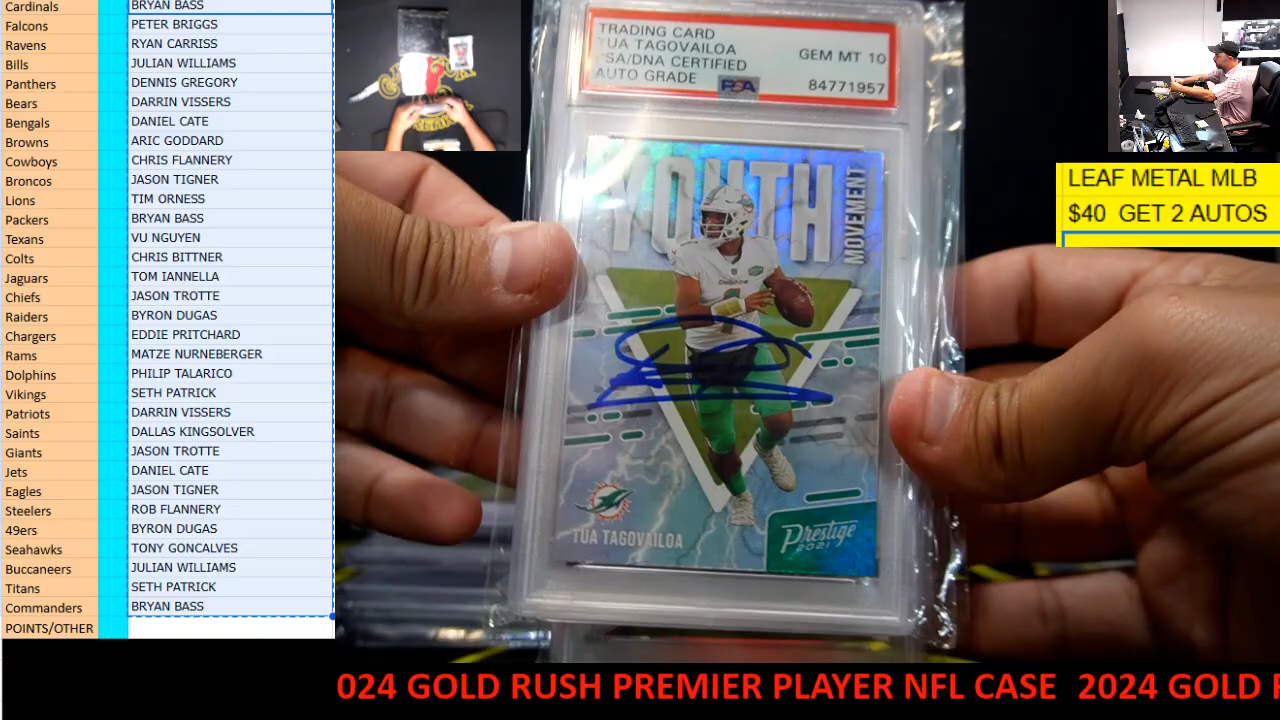 Cardinals BRYAN BASS
Falcons PETER BRIGGS
Ravens RYAN CARRISS
Bills JULIAN WILLIAMS
Panthers DENNIS GREGORY
Bears DARRIN VISSERS
Bengals DANIEL CATE
Browns ARIC GODDARD
Cowboys CHRIS FLANNERY
Broncos JASON TIGNER
Lions TIM ORNESS
Packers BRYAN BASS
Texans VU NGUYEN
Colts CHRIS BITTNER
Jaguars TOM IANNELLA
Chiefs JASON TROTTE
Raiders BYRON DUGAS
Chargers EDDIE PRITCHARD
Rams MATZE NURNEBERGER
Dolphins PHILIP TALARICO
Vikings SETH PATRICK
Patriots DARRIN VISSERS
Saints DALLAS KINGSOLVER
Giants JASON TROTTE
Jets DANIEL CATE
Eagles JASON TIGNER
Steelers ROB FLANNERY
49ers BYRON DUGAS
Seahawks TONY GONCALVES
Buccaneers JULIAN WILLIAMS
Titans SETH PATRICK
Commanders BRYAN BASS
POINTS/OTHER
TRADING CARD
TUA TAGOVAILOA
PSA/DNA CERTIFIED
AUTO GRADE
GEM MT 10
PSA
84771957
YOUTH
MOVEMENT
Dolphins
TUA TAGOVAILOA
Prestige
2021
LEAF METAL MLB
$40 GET 2 AUTOS
024 GOLD RUSH PREMIER PLAYER NFL CASE 2024 GOLD